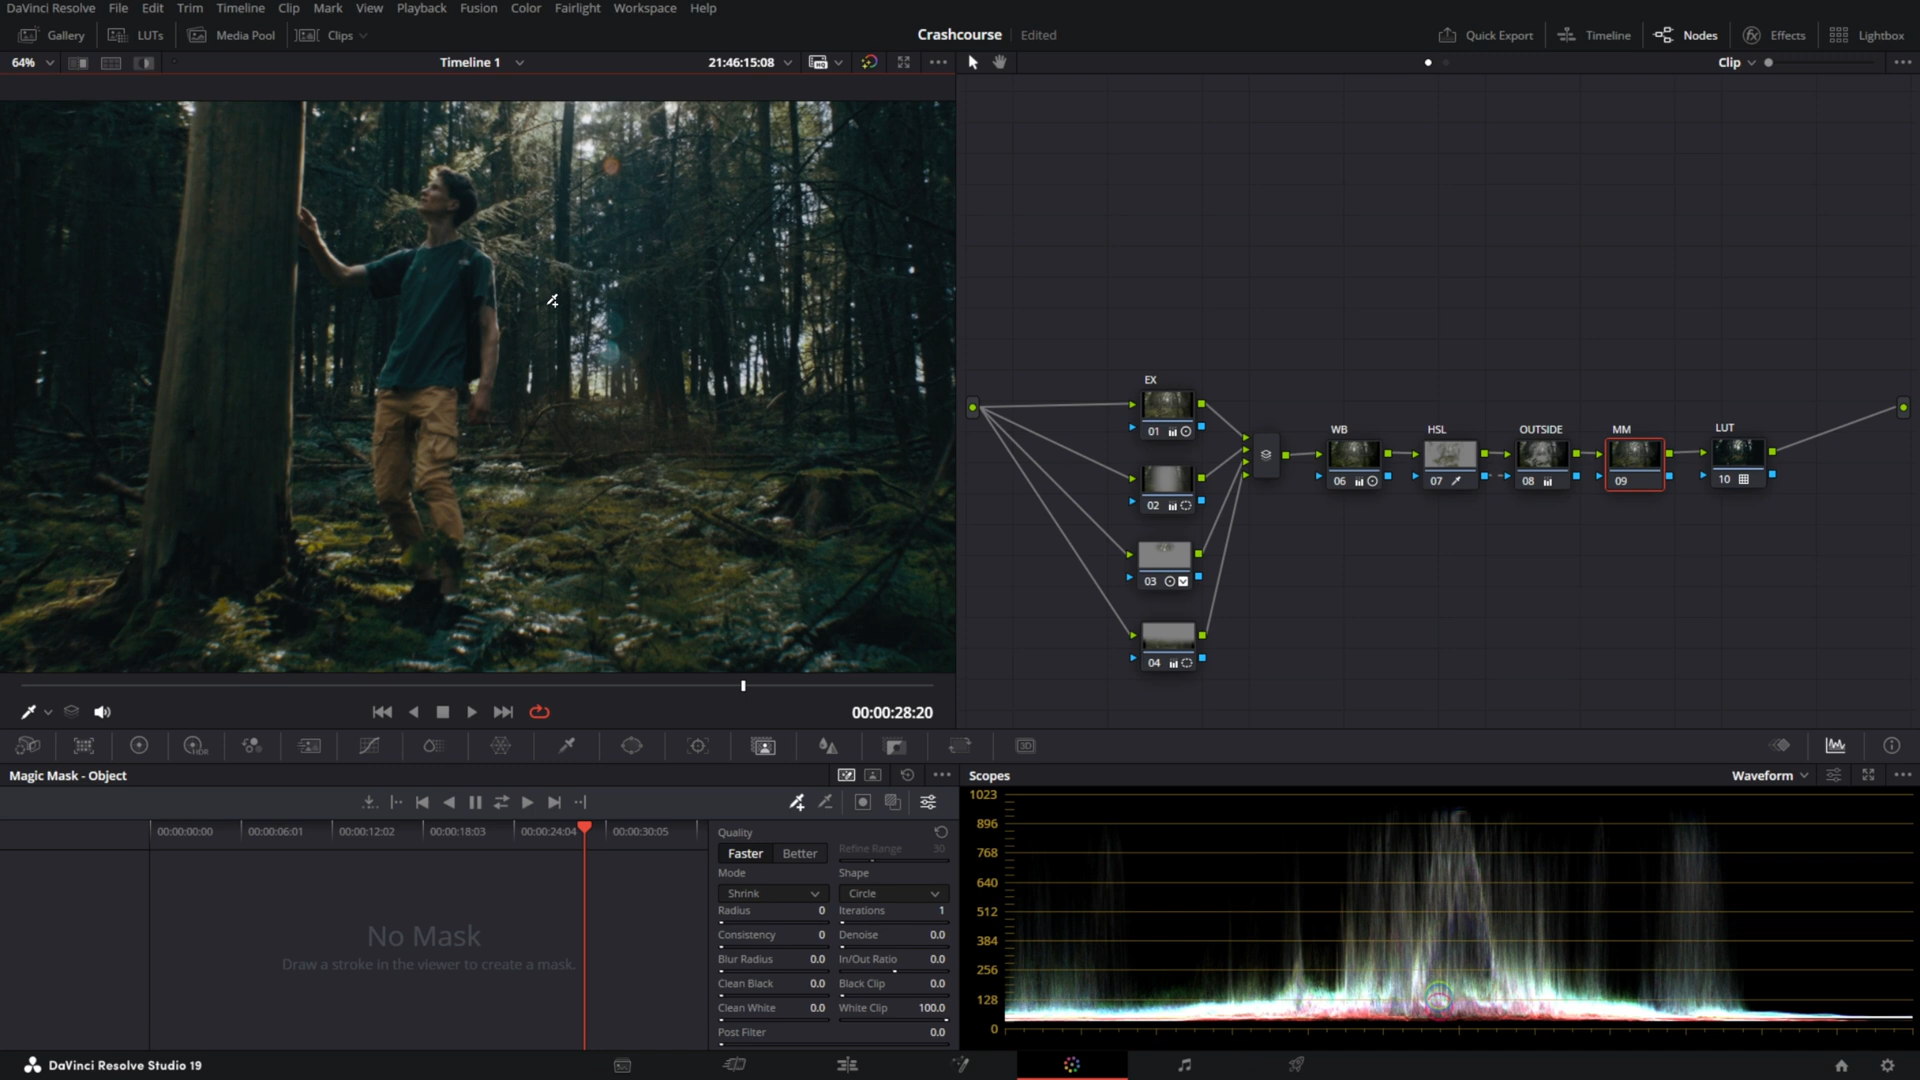 DaVinci Resolve File Edit Trim Timeline Clip Mark View Playback Fusion Color Fairlight Workspace Help
Gallery LUTs Media Pool Clips Crashcourse Edited Quick Export Timeline Nodes Effects Lightbox
64% Timeline 1 21:46:15:08 Clip
EX
01
02
03
04
WB
06
HSL
07
OUTSIDE
08
MM
09
LUT
10
00:00:28:20
HDR
3D
Magic Mask - Object
00:00:00:00 00:00:06:01 00:00:12:02 00:00:18:03 00:00:24:04 00:00:30:05
No Mask
Draw a stroke in the viewer to create a mask.
Quality
Faster Better Refine Range 30
Mode Shape
Shrink Circle
Radius 0 Iterations 1
Consistency 0 Denoise 0.0
Blur Radius 0.0 In/Out Ratio 0.0
Clean Black 0.0 Black Clip 0.0
Clean White 0.0 White Clip 100.0
Post Filter 0.0
Scopes Waveform
1023
896
768
640
512
384
256
128
0
DaVinci Resolve Studio 19